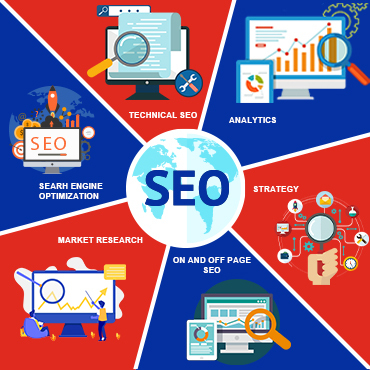 TECHNICAL SEO
ANALYTICS
SEO
SEARH ENGINE
OPTIMIZATION
SEO
STRATEGY
MARKET RESEARCH
ON AND OFF PAGE
SEO